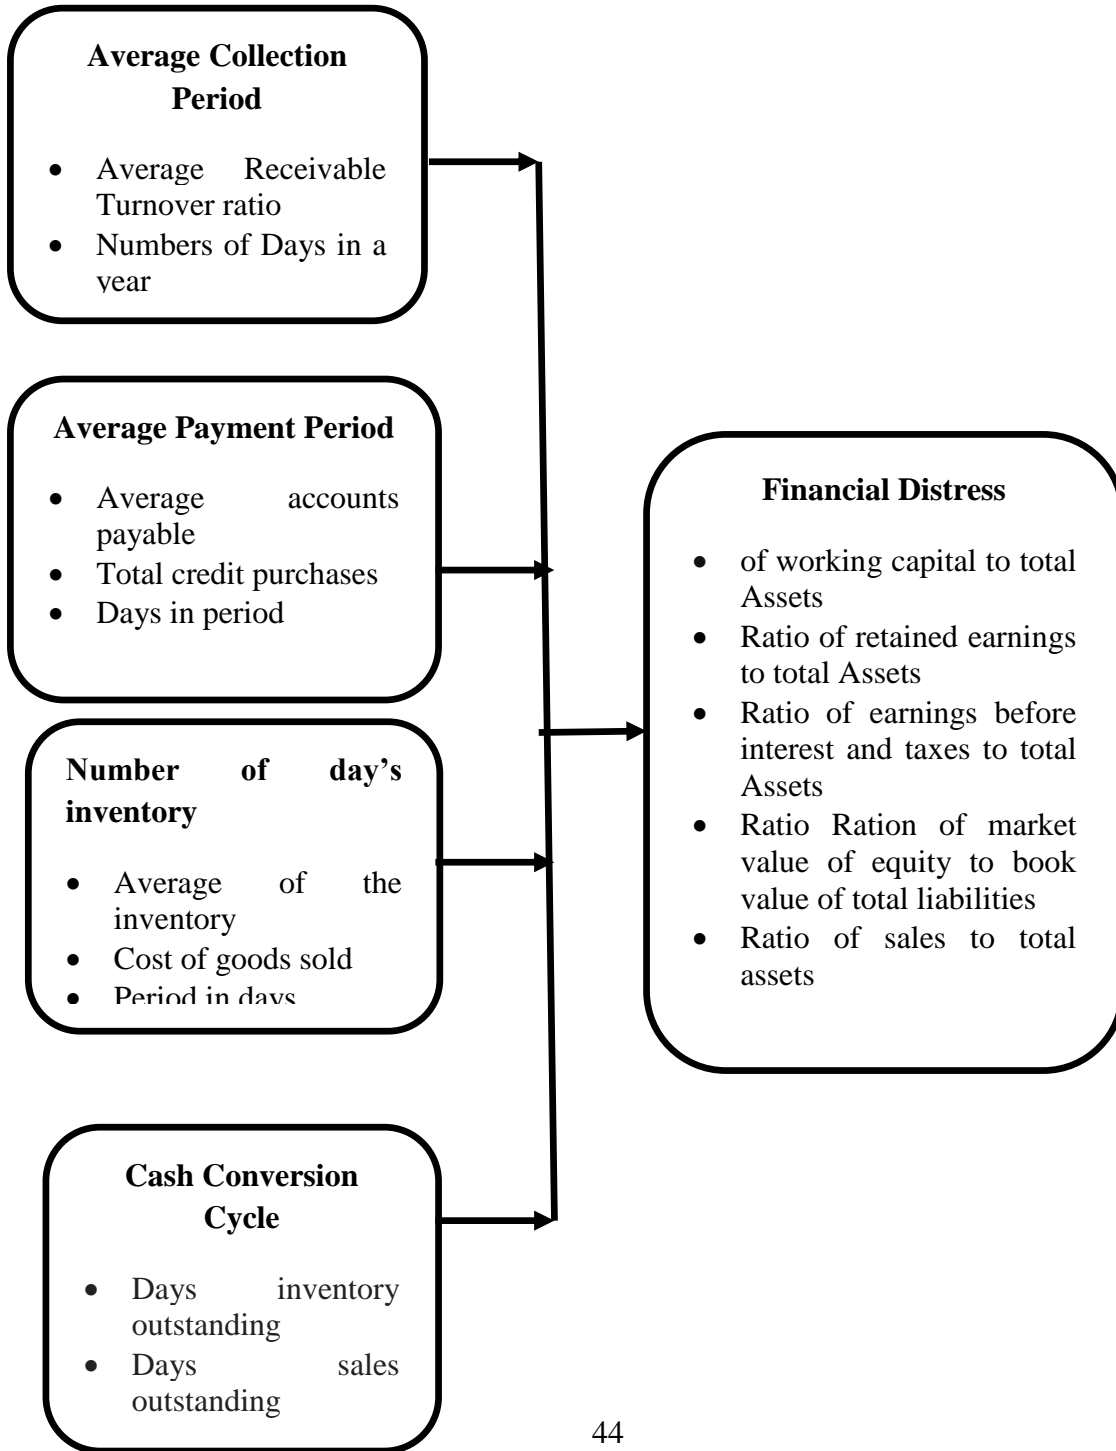 Average Collection
Period
• Average Receivable
Turnover ratio
• Numbers of Days in a
year
Average Payment Period
• Average accounts
payable
• Total credit purchases
• Days in period
Number of day’s
inventory
• Average of the
inventory
• Cost of goods sold
• Period in days
Cash Conversion
Cycle
• Days inventory
outstanding
• Days sales
outstanding
Financial Distress
• of working capital to total
Assets
• Ratio of retained earnings
to total Assets
• Ratio of earnings before
interest and taxes to total
Assets
• Ratio Ration of market
value of equity to book
value of total liabilities
• Ratio of sales to total
assets
44